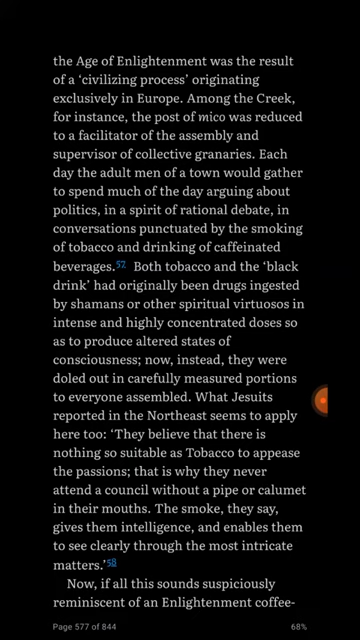 the Age of Enlightenment was the result
of a ‘civilizing process’ originating
exclusively in Europe. Among the Creek,
for instance, the post of mico was reduced
to a facilitator of the assembly and
supervisor of collective granaries. Each
day the adult men of a town would gather
to spend much of the day arguing about
politics, in a spirit of rational debate, in
conversations punctuated by the smoking
of tobacco and drinking of caffeinated
beverages.57 Both tobacco and the ‘black
drink’ had originally been drugs ingested
by shamans or other spiritual virtuosos in
intense and highly concentrated doses so
as to produce altered states of
consciousness; now, instead, they were
doled out in carefully measured portions
to everyone assembled. What Jesuits
reported in the Northeast seems to apply
here too: ‘They believe that there is
nothing so suitable as Tobacco to appease
the passions; that is why they never
attend a council without a pipe or calumet
in their mouths. The smoke, they say,
gives them intelligence, and enables them
to see clearly through the most intricate
matters.’58
Now, if all this sounds suspiciously
reminiscent of an Enlightenment coffee-
Page 577 of 844 68%